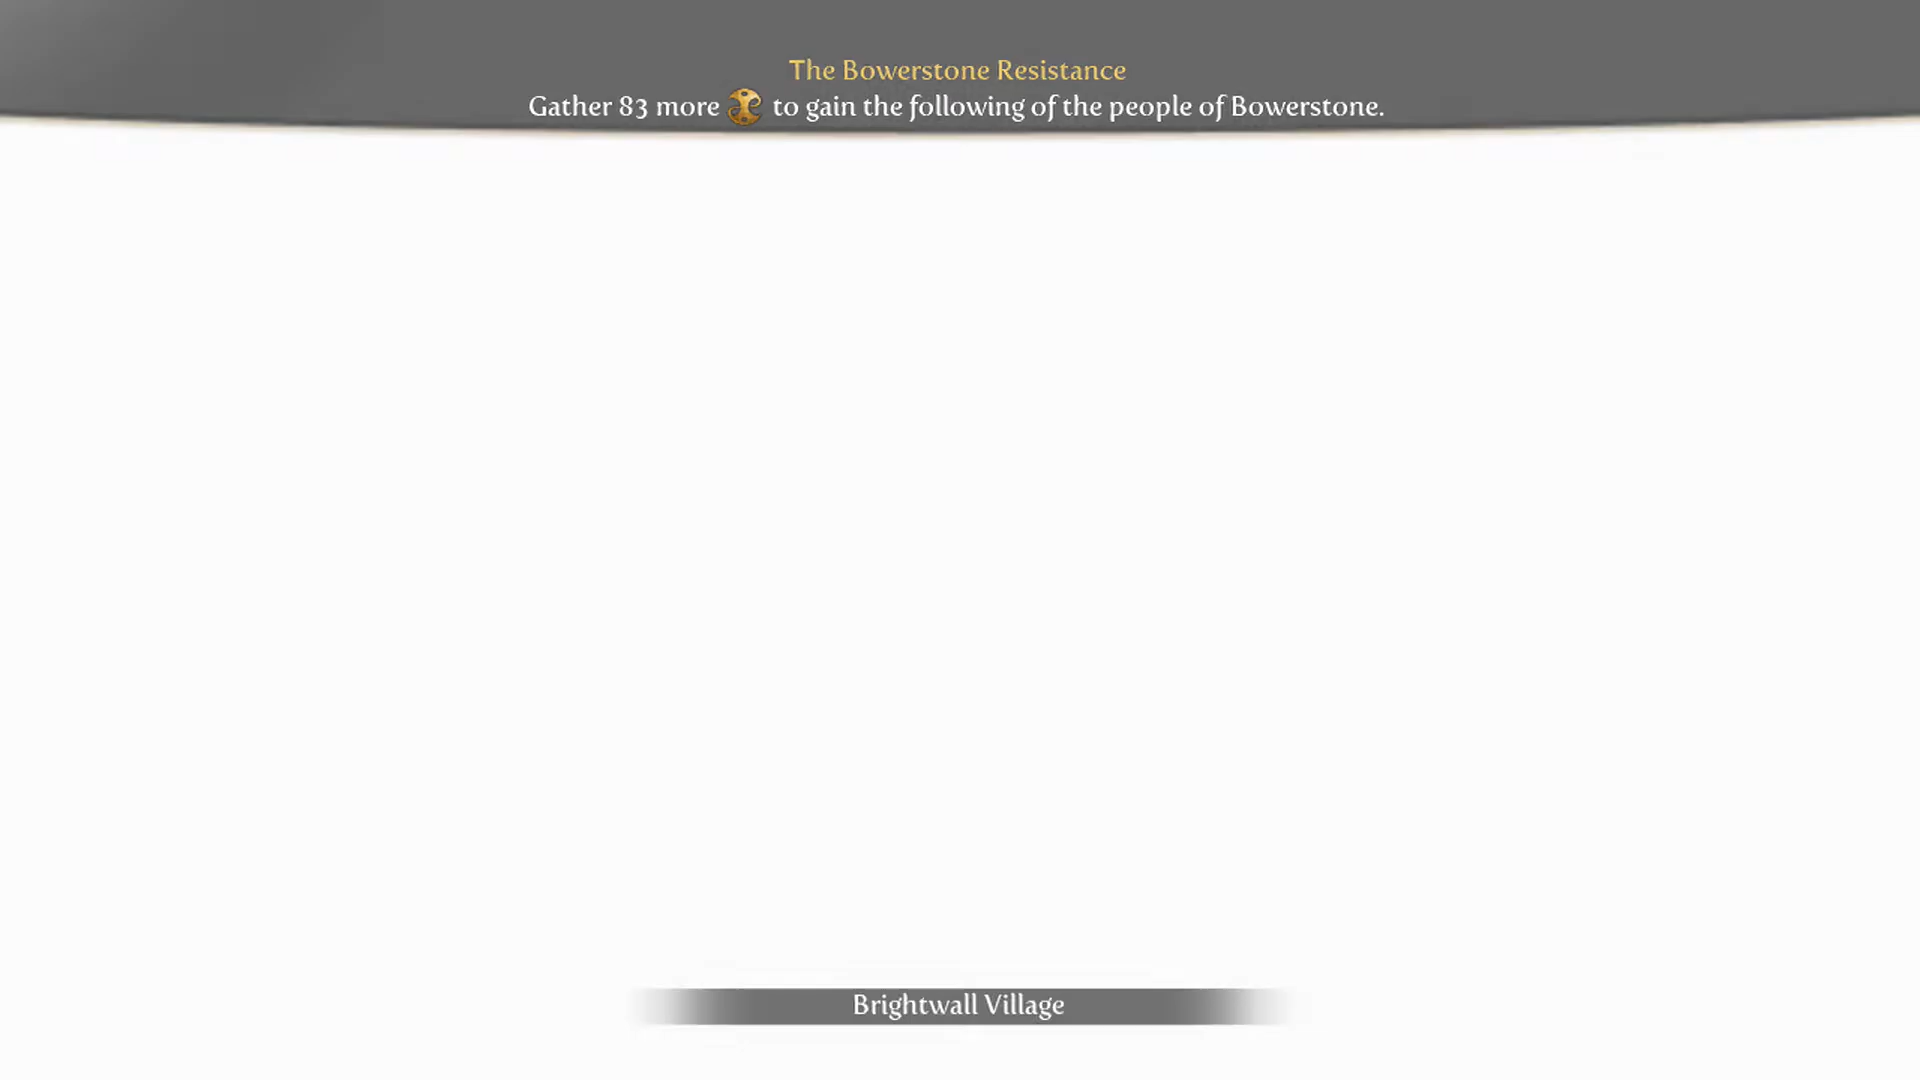 The Bowerstone Resistance
Gather 83 more to gain the following of the people of Bowerstone.
Brightwall Village